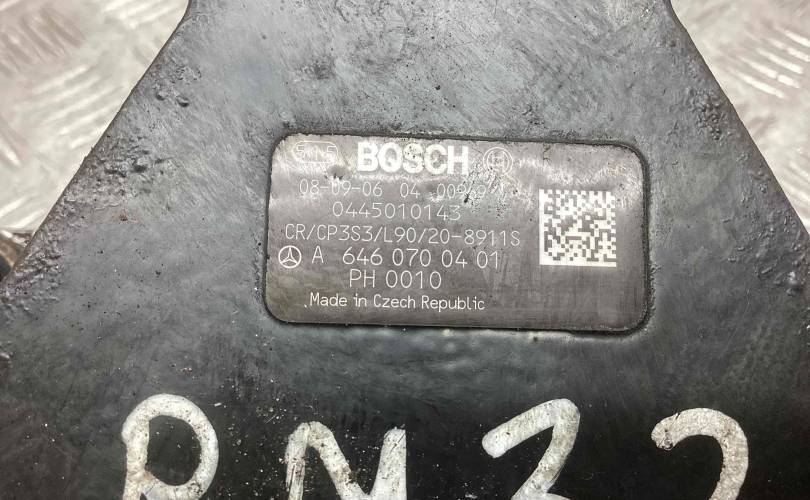 BOSCH
08-09-06 04
0445010143
CR/CP3S3/L90/20-8911S
A 646 070 04 01
PH 0010
Made in Czech Republic